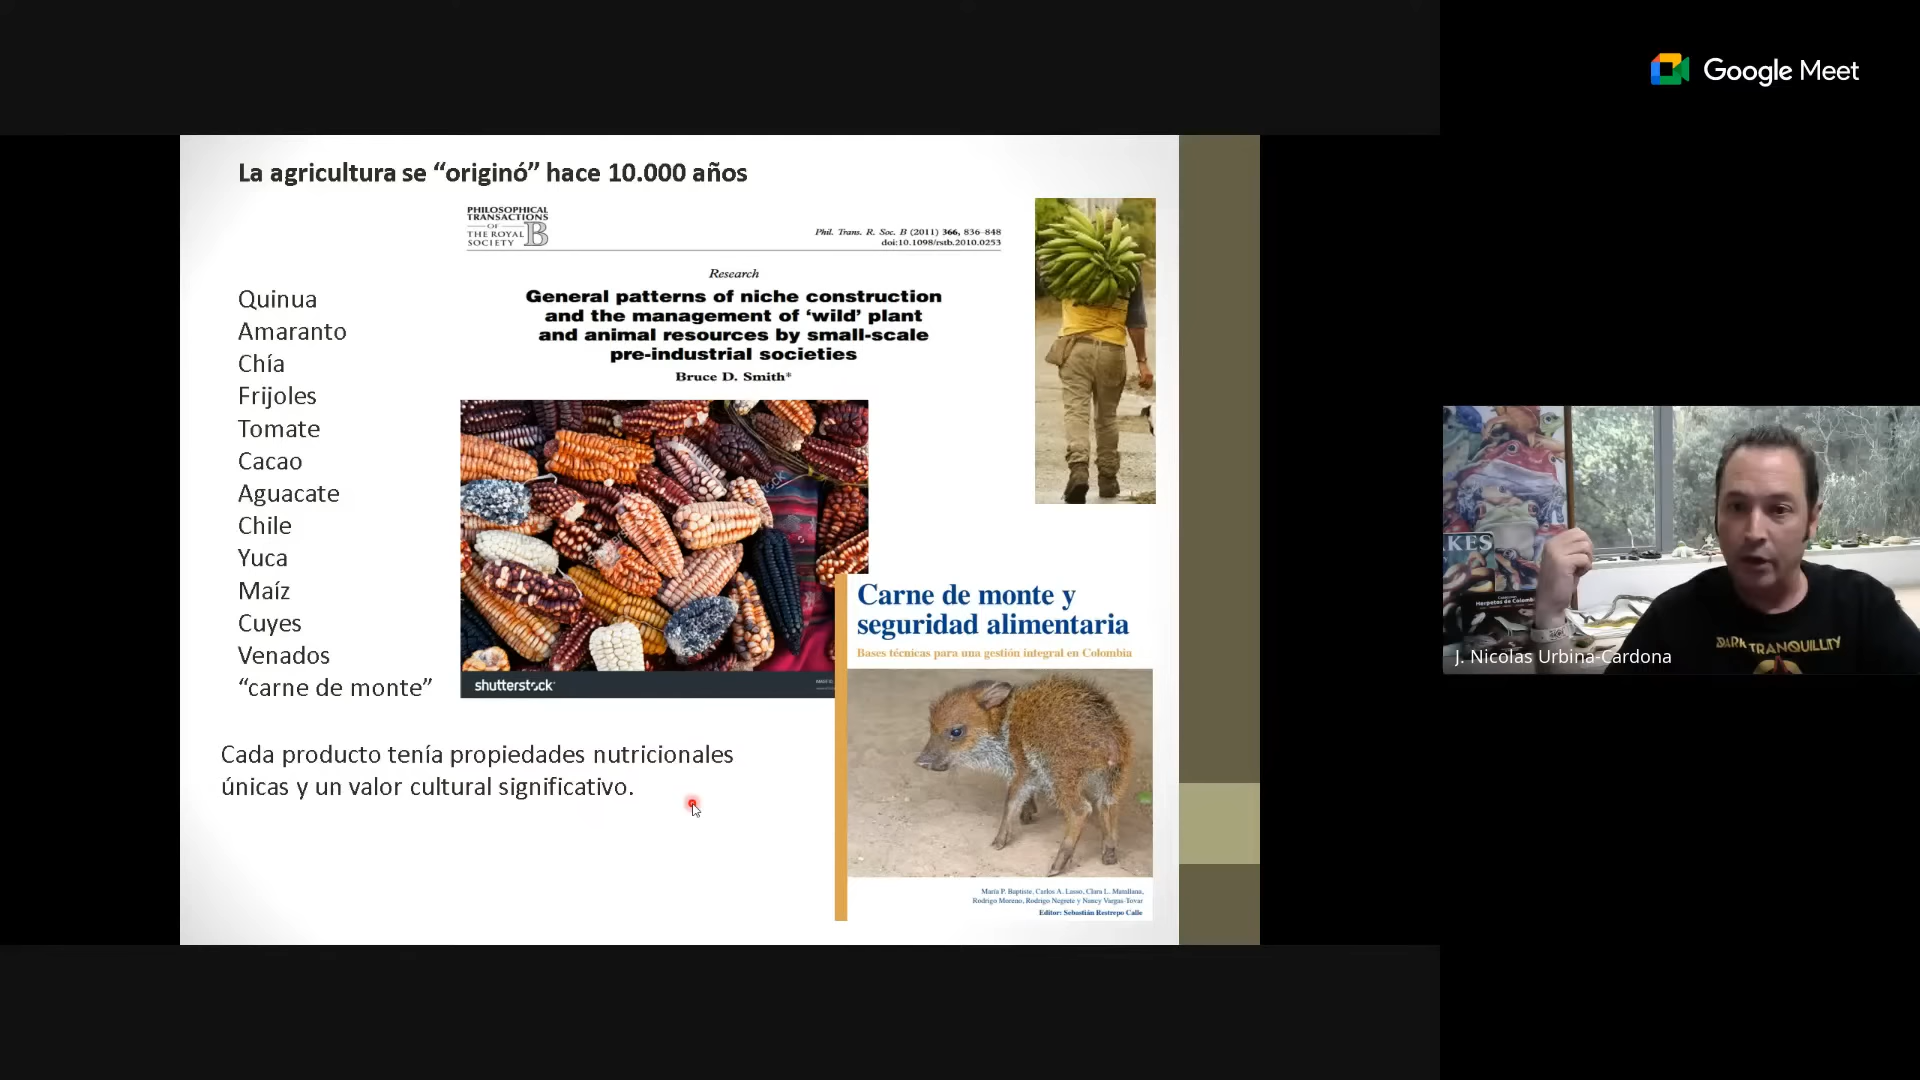 Google Meet
La agricultura se “originó” hace 10.000 años
PHILOSOPHICAL
TRANSACTIONS
OF
THE ROYAL
SOCIETY
B
Phil. Trans. R. Soc. B (2011) 366, 836–848
doi:10.1098/rstb.2010.0253
Research
General patterns of niche construction
and the management of ‘wild’ plant
and animal resources by small-scale
pre-industrial societies
Bruce D. Smith*
Quinua
Amaranto
Chía
Frijoles
Tomate
Cacao
Aguacate
Chile
Yuca
Maíz
Cuyes
Venados
“carne de monte”
shutterstock
Carne de monte y
seguridad alimentaria
Bases técnicas para una gestión integral en Colombia
María P. Baptiste, Carlos A. Lasso, Clara L. Matallana,
Rodrigo Moreno, Rodrigo Negrete y Nancy Vargas-Tovar
Editor: Sebastián Restrepo Calle
Cada producto tenía propiedades nutricionales
únicas y un valor cultural significativo.
KES
DARK TRANQUILLITY
J. Nicolas Urbina-Cardona